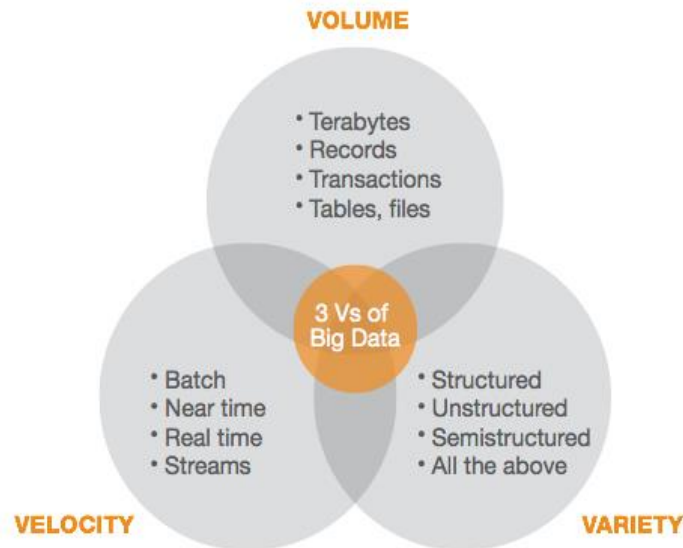 VOLUME
• Terabytes
• Records
• Transactions
• Tables, files
3 Vs of
Big Data
• Batch
• Near time
• Real time
• Streams
• Structured
• Unstructured
• Semistructured
• All the above
VELOCITY
VARIETY